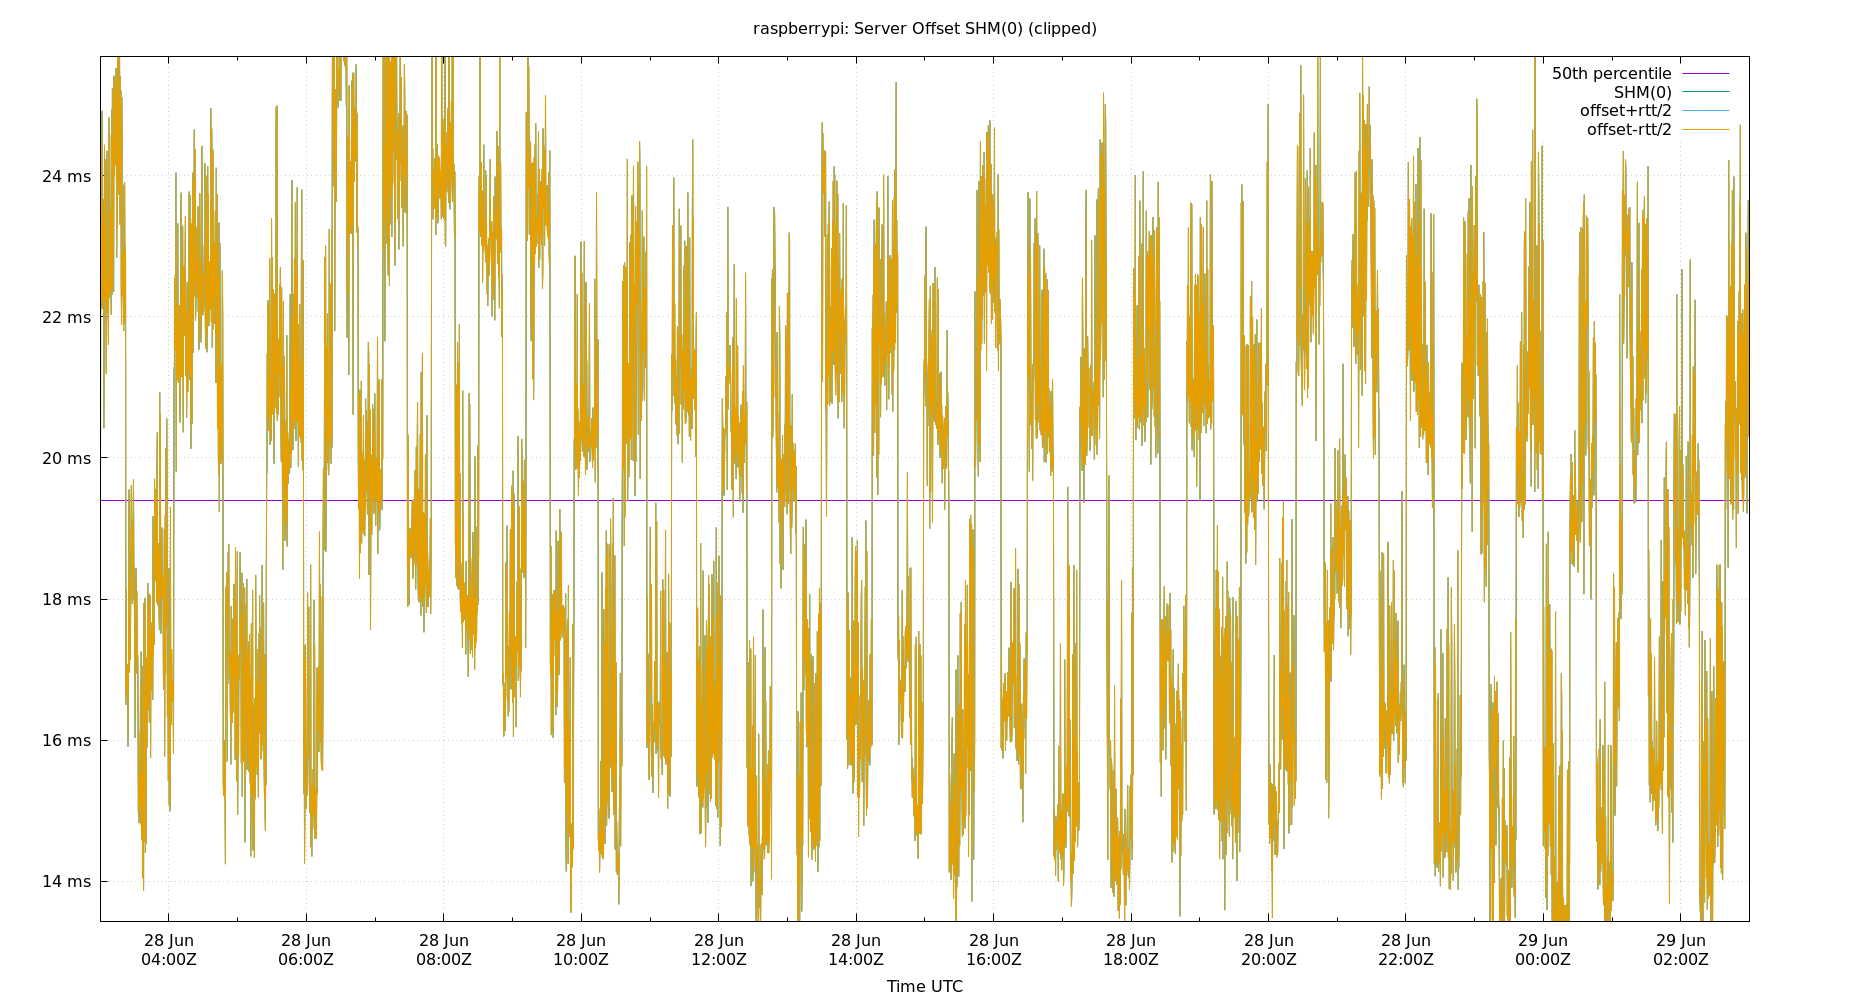 raspberrypi: Server Offset SHM(0) (clipped)
50th percentile
SHM(0)
offset+rtt/2
offset-rtt/2
24 ms
22 ms
20 ms
18 ms
16 ms
14 ms
28 Jun 28 Jun 28 Jun 28 Jun 28 Jun 28 Jun 28 Jun 28 Jun 28 Jun 28 Jun 29 Jun 29 Jun
04:00Z 06:00Z 08:00Z 10:00Z 12:00Z 14:00Z 16:00Z 18:00Z 20:00Z 22:00Z 00:00Z 02:00Z
Time UTC